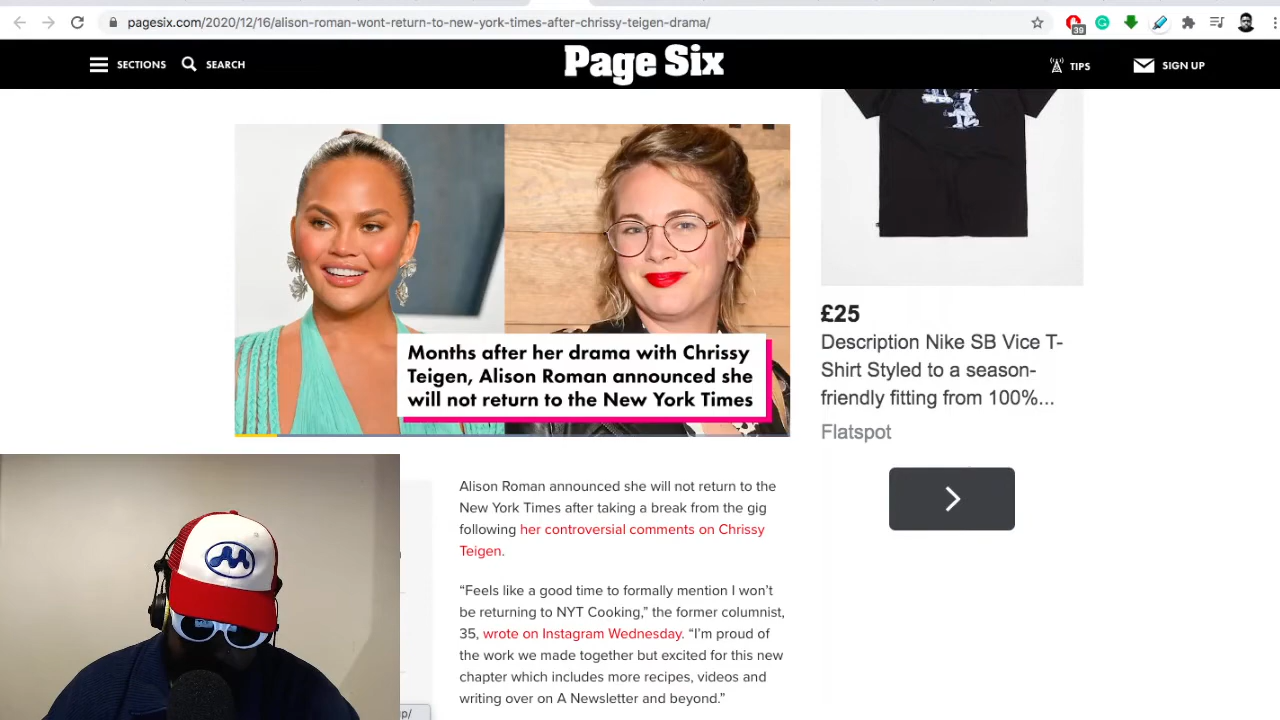 pagesix.com/2020/12/16/alison-roman-wont-return-to-new-york-times-after-chrissy-teigen-drama/
39
SECTIONS
SEARCH
Page Six
TIPS
SIGN UP
Months after her drama with Chrissy
Teigen, Alison Roman announced she
will not return to the New York Times
£25
Description Nike SB Vice T-
Shirt Styled to a season-
friendly fitting from 100%...
Flatspot
Alison Roman announced she will not return to the
New York Times after taking a break from the gig
following her controversial comments on Chrissy
Teigen.
“Feels like a good time to formally mention I won’t
be returning to NYT Cooking,” the former columnist,
35, wrote on Instagram Wednesday. “I’m proud of
the work we made together but excited for this new
chapter which includes more recipes, videos and
writing over on A Newsletter and beyond.”